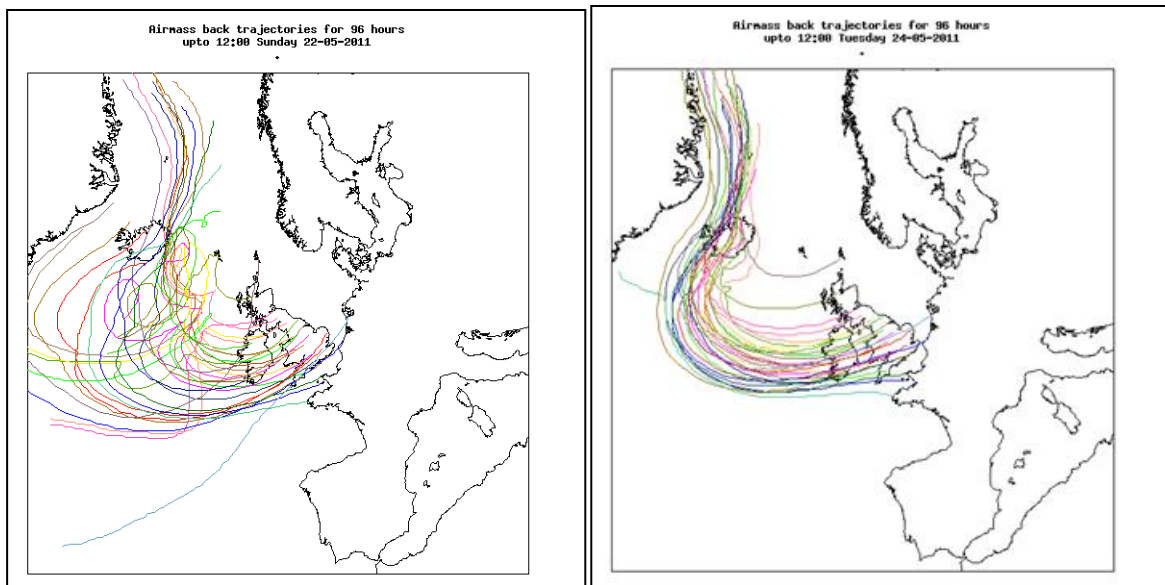 Airmass back trajectories for 96 hours
upto 12:00 Sunday 22-05-2011
Airmass back trajectories for 96 hours
upto 12:00 Tuesday 24-05-2011